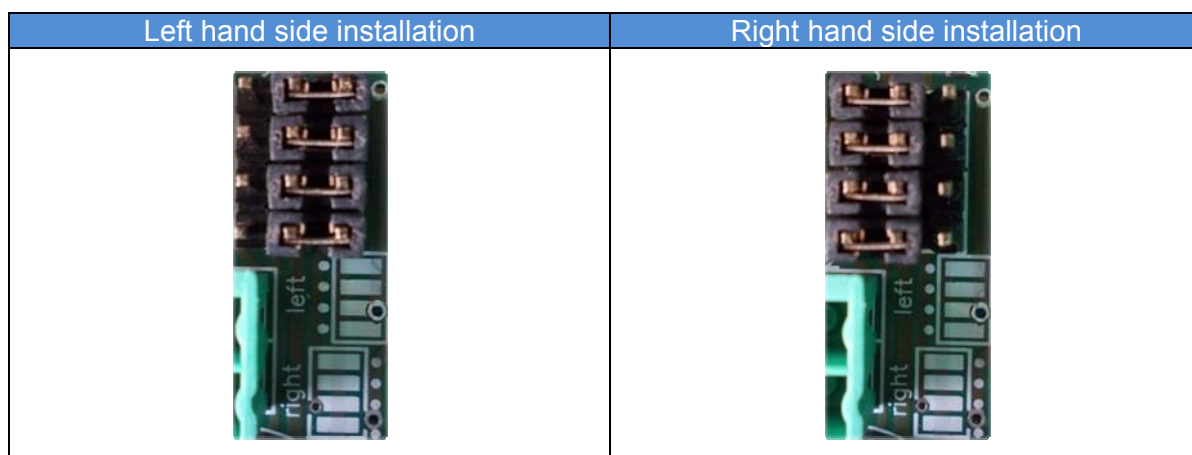 Left hand side installation
Right hand side installation
left
right
left
right